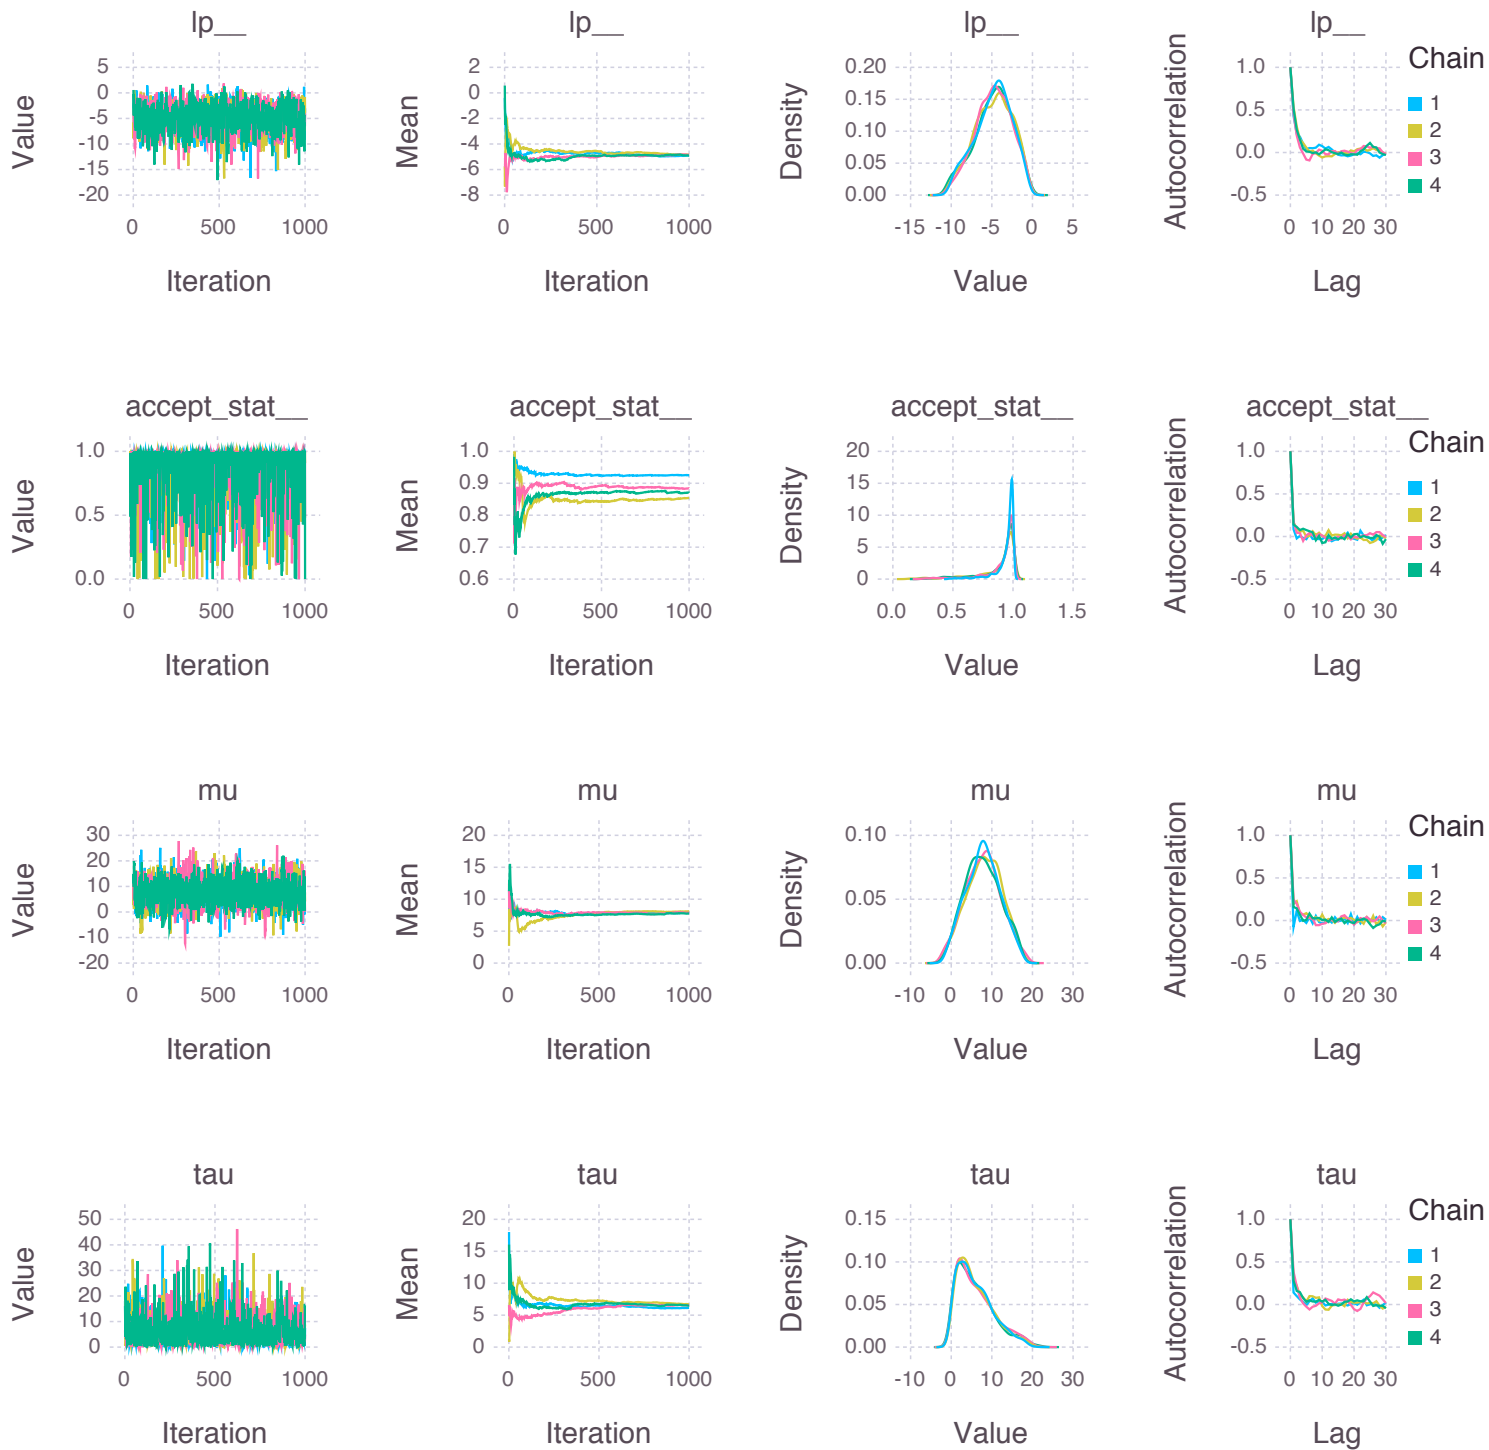 lp__
Value
5
0
-5
-10
-15
-20
0 500 1000
Iteration
lp__
Mean
2
0
-2
-4
-6
-8
0 500 1000
Iteration
lp__
Density
0.20
0.15
0.10
0.05
0.00
-15 -10 -5 0 5
Value
lp__
Autocorrelation
1.0
0.5
0.0
-0.5
0 10 20 30
Lag
Chain
1
2
3
4
accept_stat__
Value
1.0
0.5
0.0
0 500 1000
Iteration
accept_stat__
Mean
1.0
0.9
0.8
0.7
0.6
0 500 1000
Iteration
accept_stat__
Density
20
15
10
5
0
0.0 0.5 1.0 1.5
Value
accept_stat__
Autocorrelation
1.0
0.5
0.0
-0.5
0 10 20 30
Lag
Chain
1
2
3
4
mu
Value
30
20
10
0
-10
-20
0 500 1000
Iteration
mu
Mean
20
15
10
5
0
0 500 1000
Iteration
mu
Density
0.10
0.05
0.00
-10 0 10 20 30
Value
mu
Autocorrelation
1.0
0.5
0.0
-0.5
0 10 20 30
Lag
Chain
1
2
3
4
tau
Value
50
40
30
20
10
0
0 500 1000
Iteration
tau
Mean
20
15
10
5
0
0 500 1000
Iteration
tau
Density
0.15
0.10
0.05
0.00
-10 0 10 20 30
Value
tau
Autocorrelation
1.0
0.5
0.0
-0.5
0 10 20 30
Lag
Chain
1
2
3
4